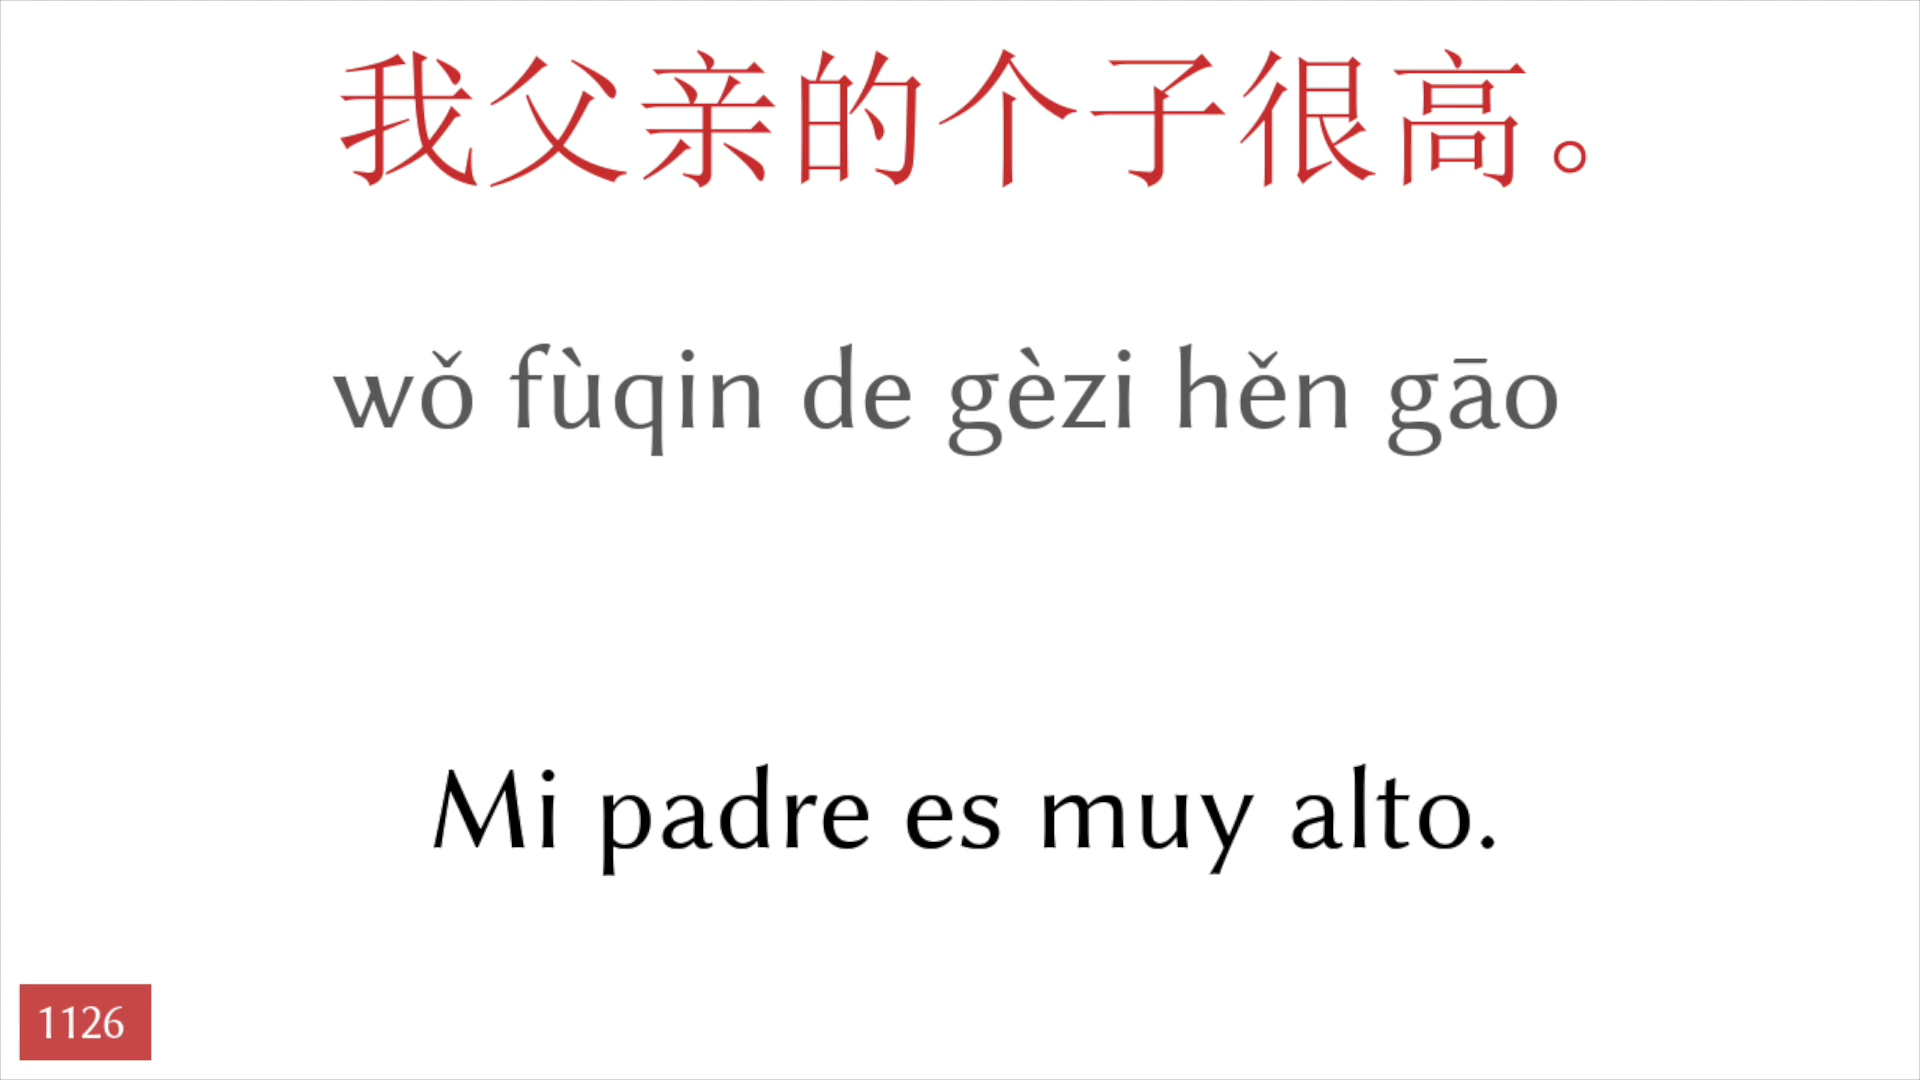 我父亲的个子很高。
wǒ fùqin de gèzi hěn gāo
Mi padre es muy alto.
1126